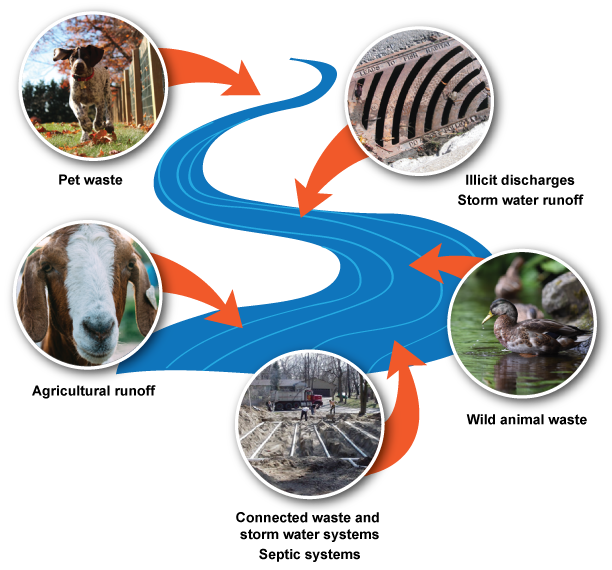 Pet waste
Illicit discharges
Storm water runoff
Agricultural runoff
Wild animal waste
Connected waste and
storm water systems
Septic systems